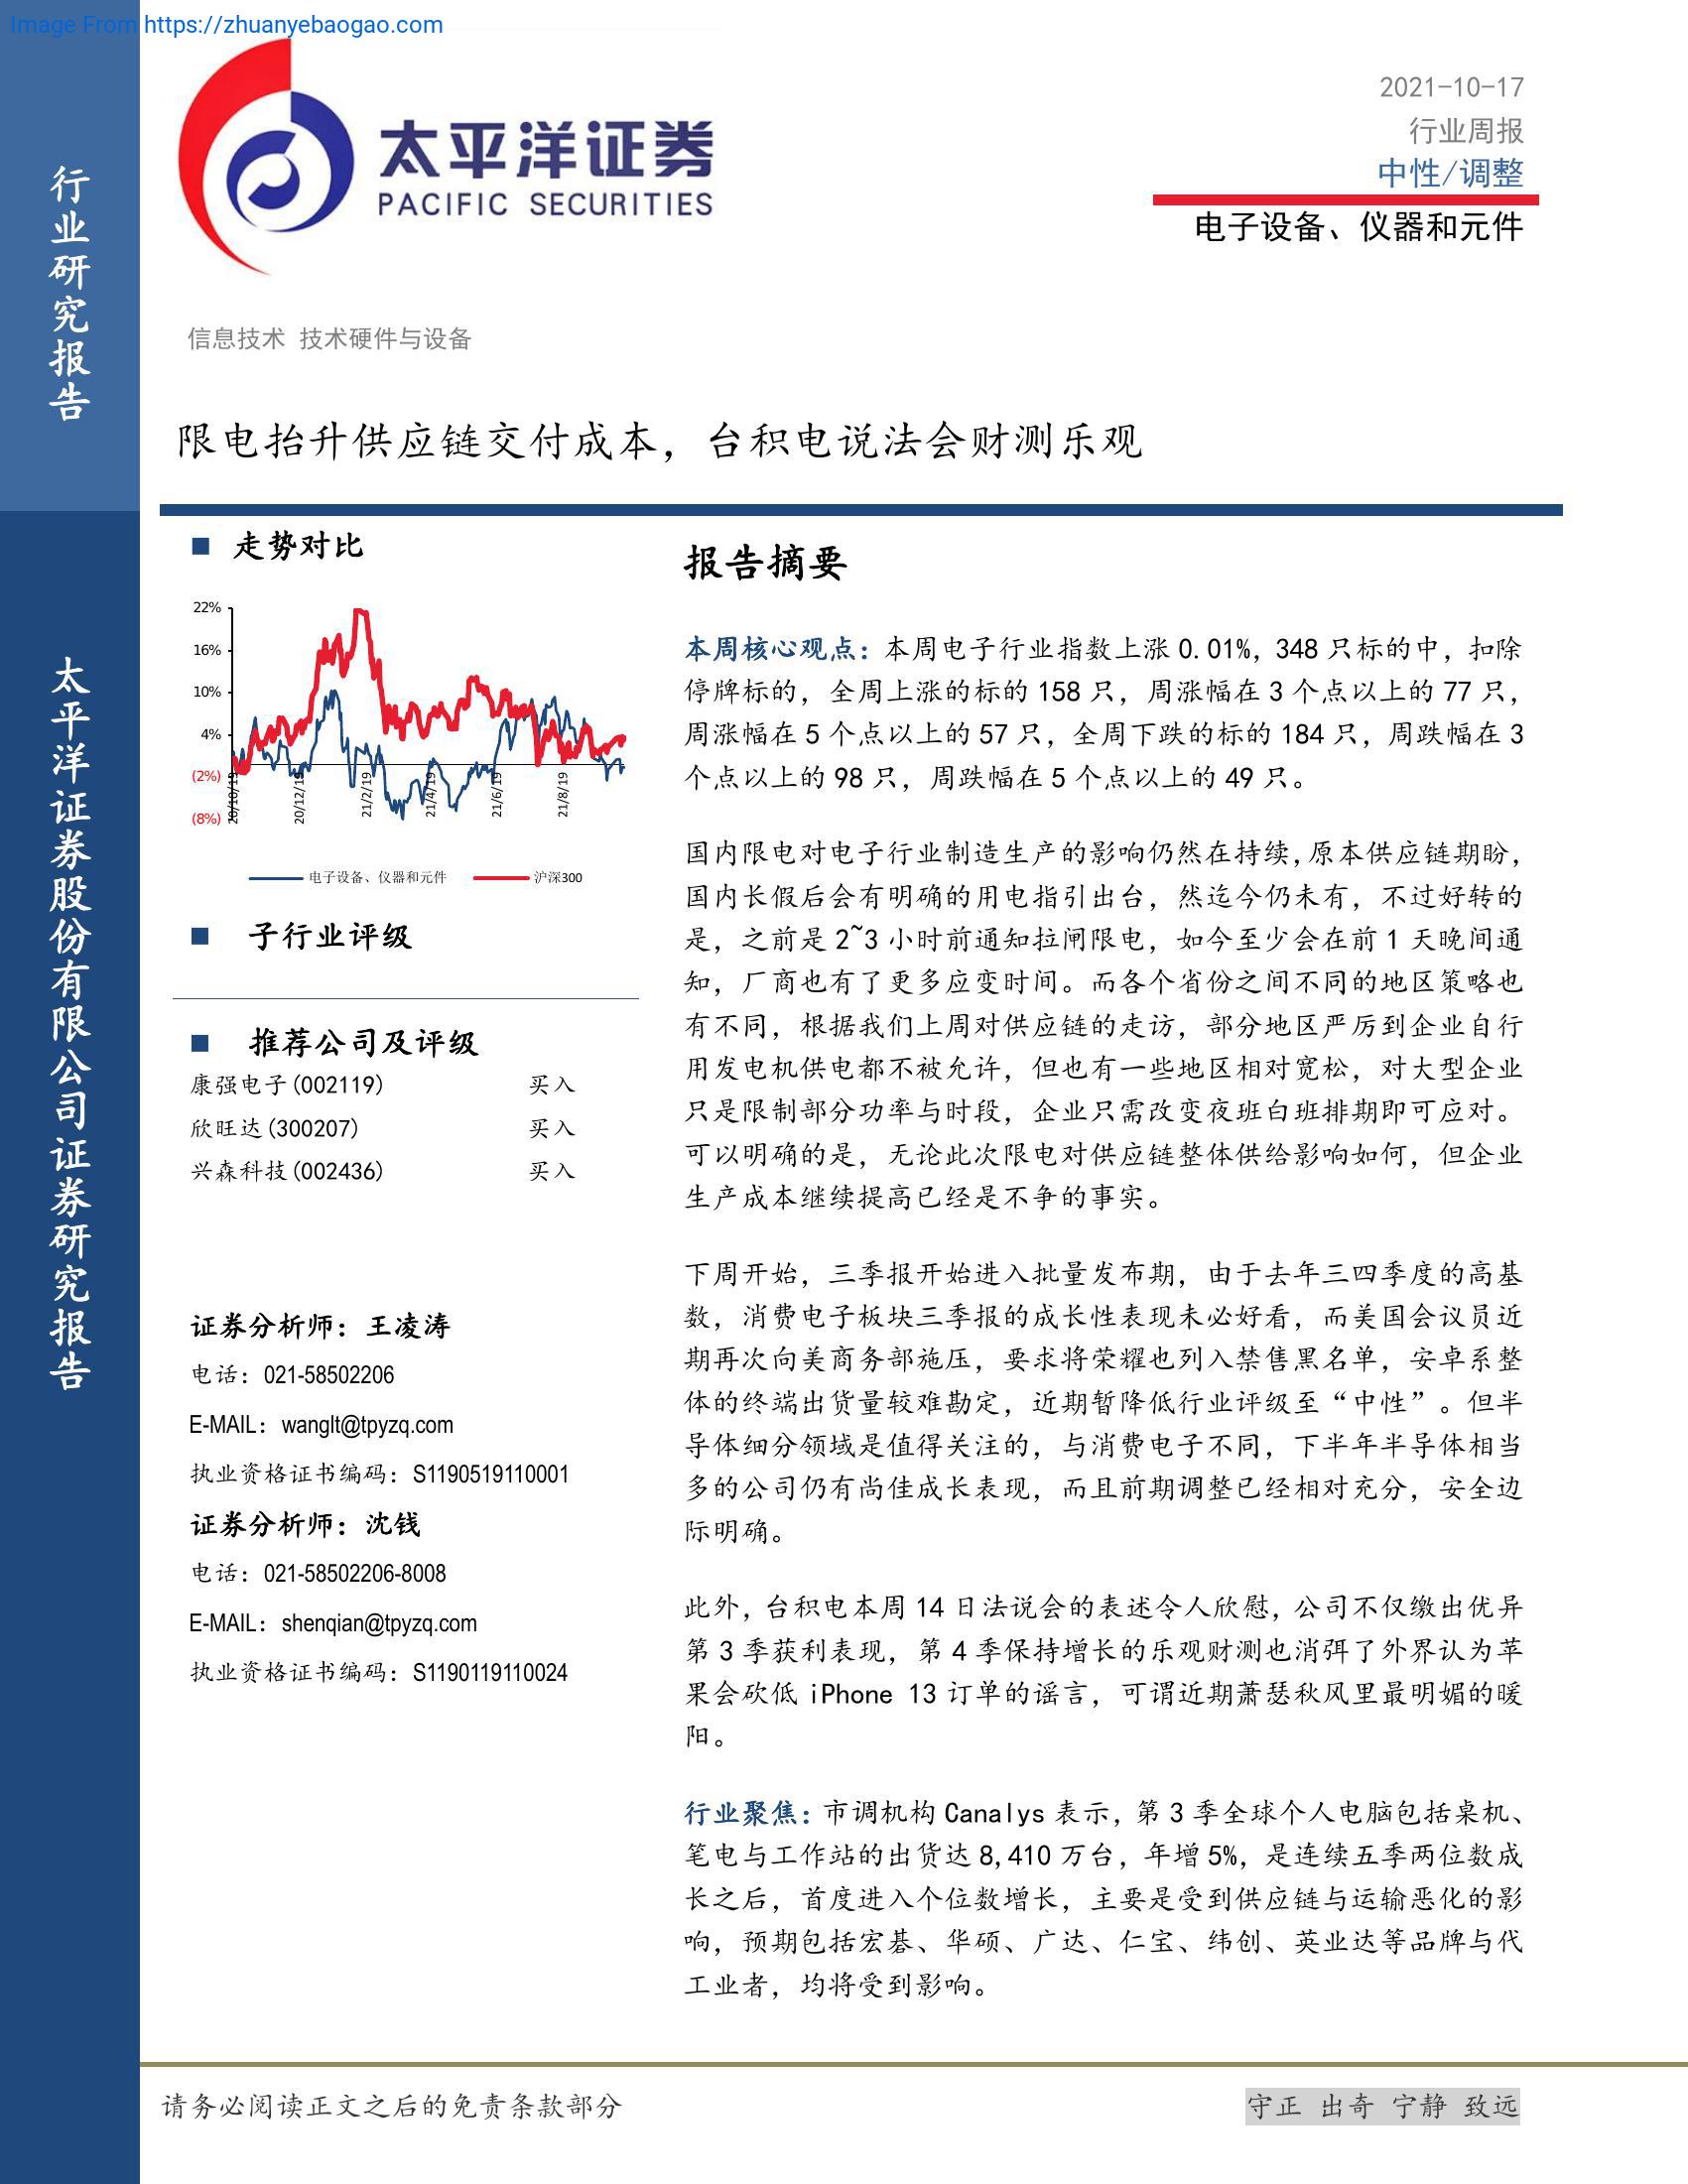 Image From https://zhuanyebaogao.com
行业研究报告
太平洋证券股份有限公司证券研究报告
太平洋证券
PACIFIC SECURITIES
2021-10-17
行业周报
中性/调整
电子设备、仪器和元件
信息技术 技术硬件与设备
限电抬升供应链交付成本，台积电说法会财测乐观
■ 走势对比
22%
16%
10%
4%
(2%)
(8%)
20/10/19
20/12/19
21/2/19
21/4/19
21/6/19
21/8/19
电子设备、仪器和元件 沪深300
■ 子行业评级
■ 推荐公司及评级
康强电子(002119) 买入
欣旺达(300207) 买入
兴森科技(002436) 买入
证券分析师：王凌涛
电话：021-58502206
E-MAIL：wanglt@tpyzq.com
执业资格证书编码：S1190519110001
证券分析师：沈钱
电话：021-58502206-8008
E-MAIL：shenqian@tpyzq.com
执业资格证书编码：S1190119110024
报告摘要
本周核心观点：本周电子行业指数上涨 0.01%，348 只标的中，扣除
停牌标的，全周上涨的标的 158 只，周涨幅在 3 个点以上的 77 只，
周涨幅在 5 个点以上的 57 只，全周下跌的标的 184 只，周跌幅在 3
个点以上的 98 只，周跌幅在 5 个点以上的 49 只。
国内限电对电子行业制造生产的影响仍然在持续，原本供应链期盼，
国内长假后会有明确的用电指引出台，然迄今仍未有，不过好转的
是，之前是 2~3 小时前通知拉闸限电，如今至少会在前 1 天晚间通
知，厂商也有了更多应变时间。而各个省份之间不同的地区策略也
有不同，根据我们上周对供应链的走访，部分地区严厉到企业自行
用发电机供电都不被允许，但也有一些地区相对宽松，对大型企业
只是限制部分功率与时段，企业只需改变夜班白班排期即可应对。
可以明确的是，无论此次限电对供应链整体供给影响如何，但企业
生产成本继续提高已经是不争的事实。
下周开始，三季报开始进入批量发布期，由于去年三四季度的高基
数，消费电子板块三季报的成长性表现未必好看，而美国会议员近
期再次向美商务部施压，要求将荣耀也列入禁售黑名单，安卓系整
体的终端出货量较难勘定，近期暂降低行业评级至“中性”。但半
导体细分领域是值得关注的，与消费电子不同，下半年半导体相当
多的公司仍有尚佳成长表现，而且前期调整已经相对充分，安全边
际明确。
此外，台积电本周 14 日法说会的表述令人欣慰，公司不仅缴出优异
第 3 季获利表现，第 4 季保持增长的乐观财测也消弭了外界认为苹
果会砍低 iPhone 13 订单的谣言，可谓近期萧瑟秋风里最明媚的暖
阳。
行业聚焦：市调机构 Canalys 表示，第 3 季全球个人电脑包括桌机、
笔电与工作站的出货达 8,410 万台，年增 5%，是连续五季两位数成
长之后，首度进入个位数增长，主要是受到供应链与运输恶化的影
响，预期包括宏碁、华硕、广达、仁宝、纬创、英业达等品牌与代
工业者，均将受到影响。
请务必阅读正文之后的免责条款部分
守正 出奇 宁静 致远